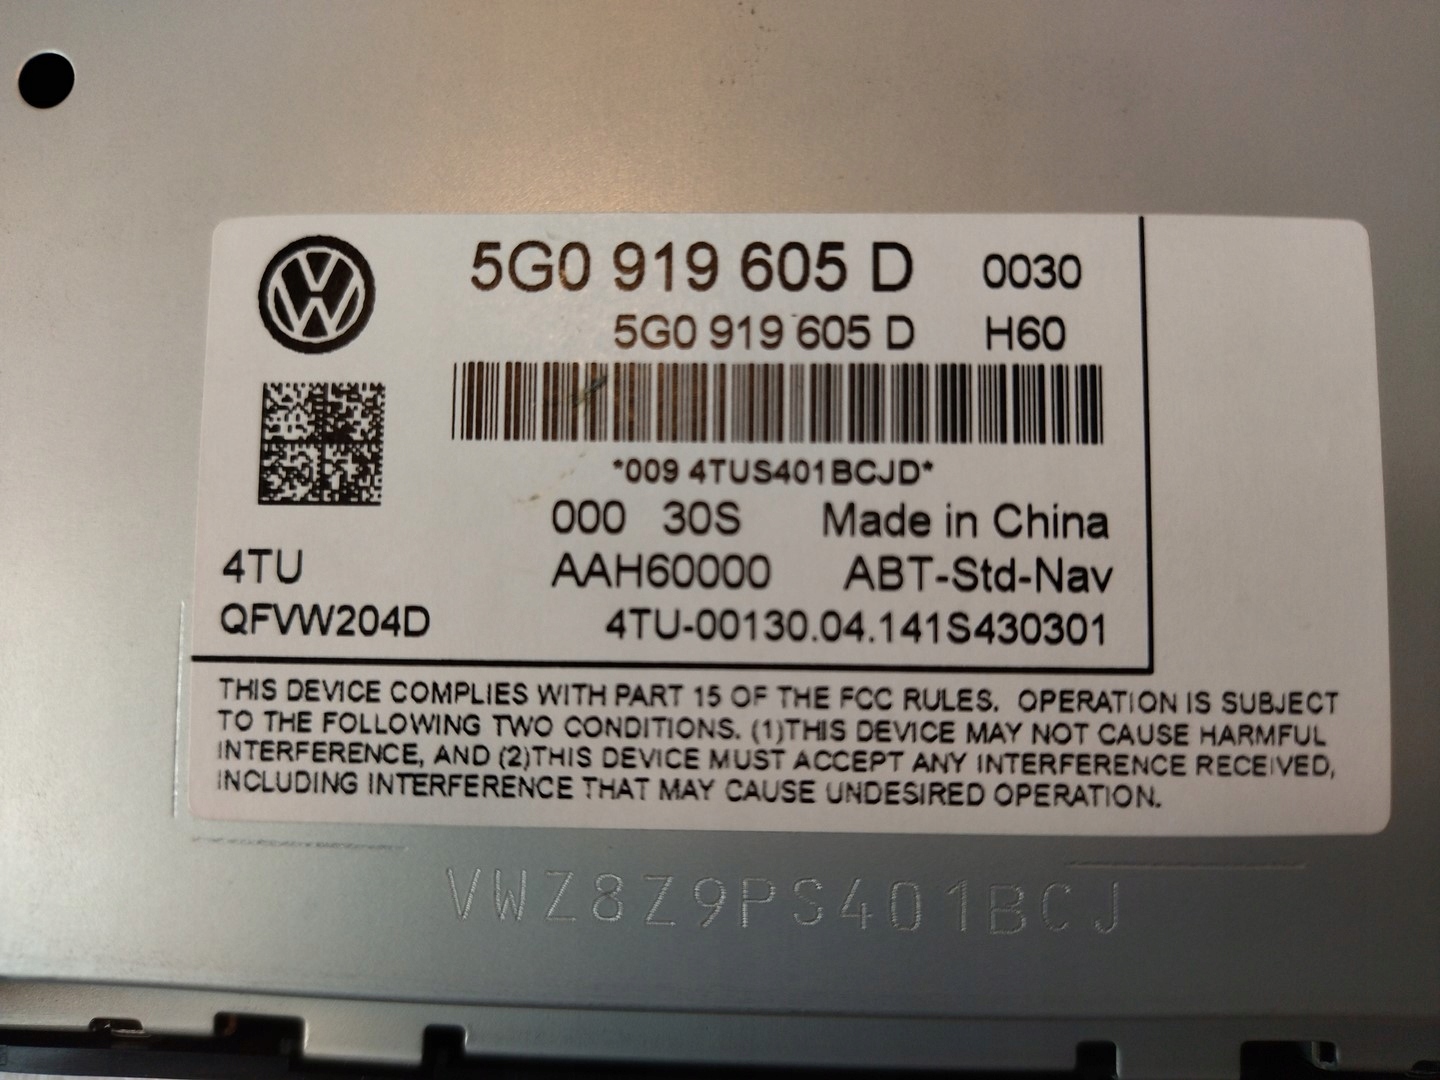 5G0 919 605 D 0030
5G0 919 605 D H60
*009 4TUS401BCJD*
000 30S Made in China
4TU AAH60000 ABT-Std-Nav
QFVW204D 4TU-00130.04.141S430301
THIS DEVICE COMPLIES WITH PART 15 OF THE FCC RULES. OPERATION IS SUBJECT
TO THE FOLLOWING TWO CONDITIONS. (1)THIS DEVICE MAY NOT CAUSE HARMFUL
INTERFERENCE, AND (2)THIS DEVICE MUST ACCEPT ANY INTERFERENCE RECEIVED,
INCLUDING INTERFERENCE THAT MAY CAUSE UNDESIRED OPERATION.
VWZ8Z9PS401BCJ